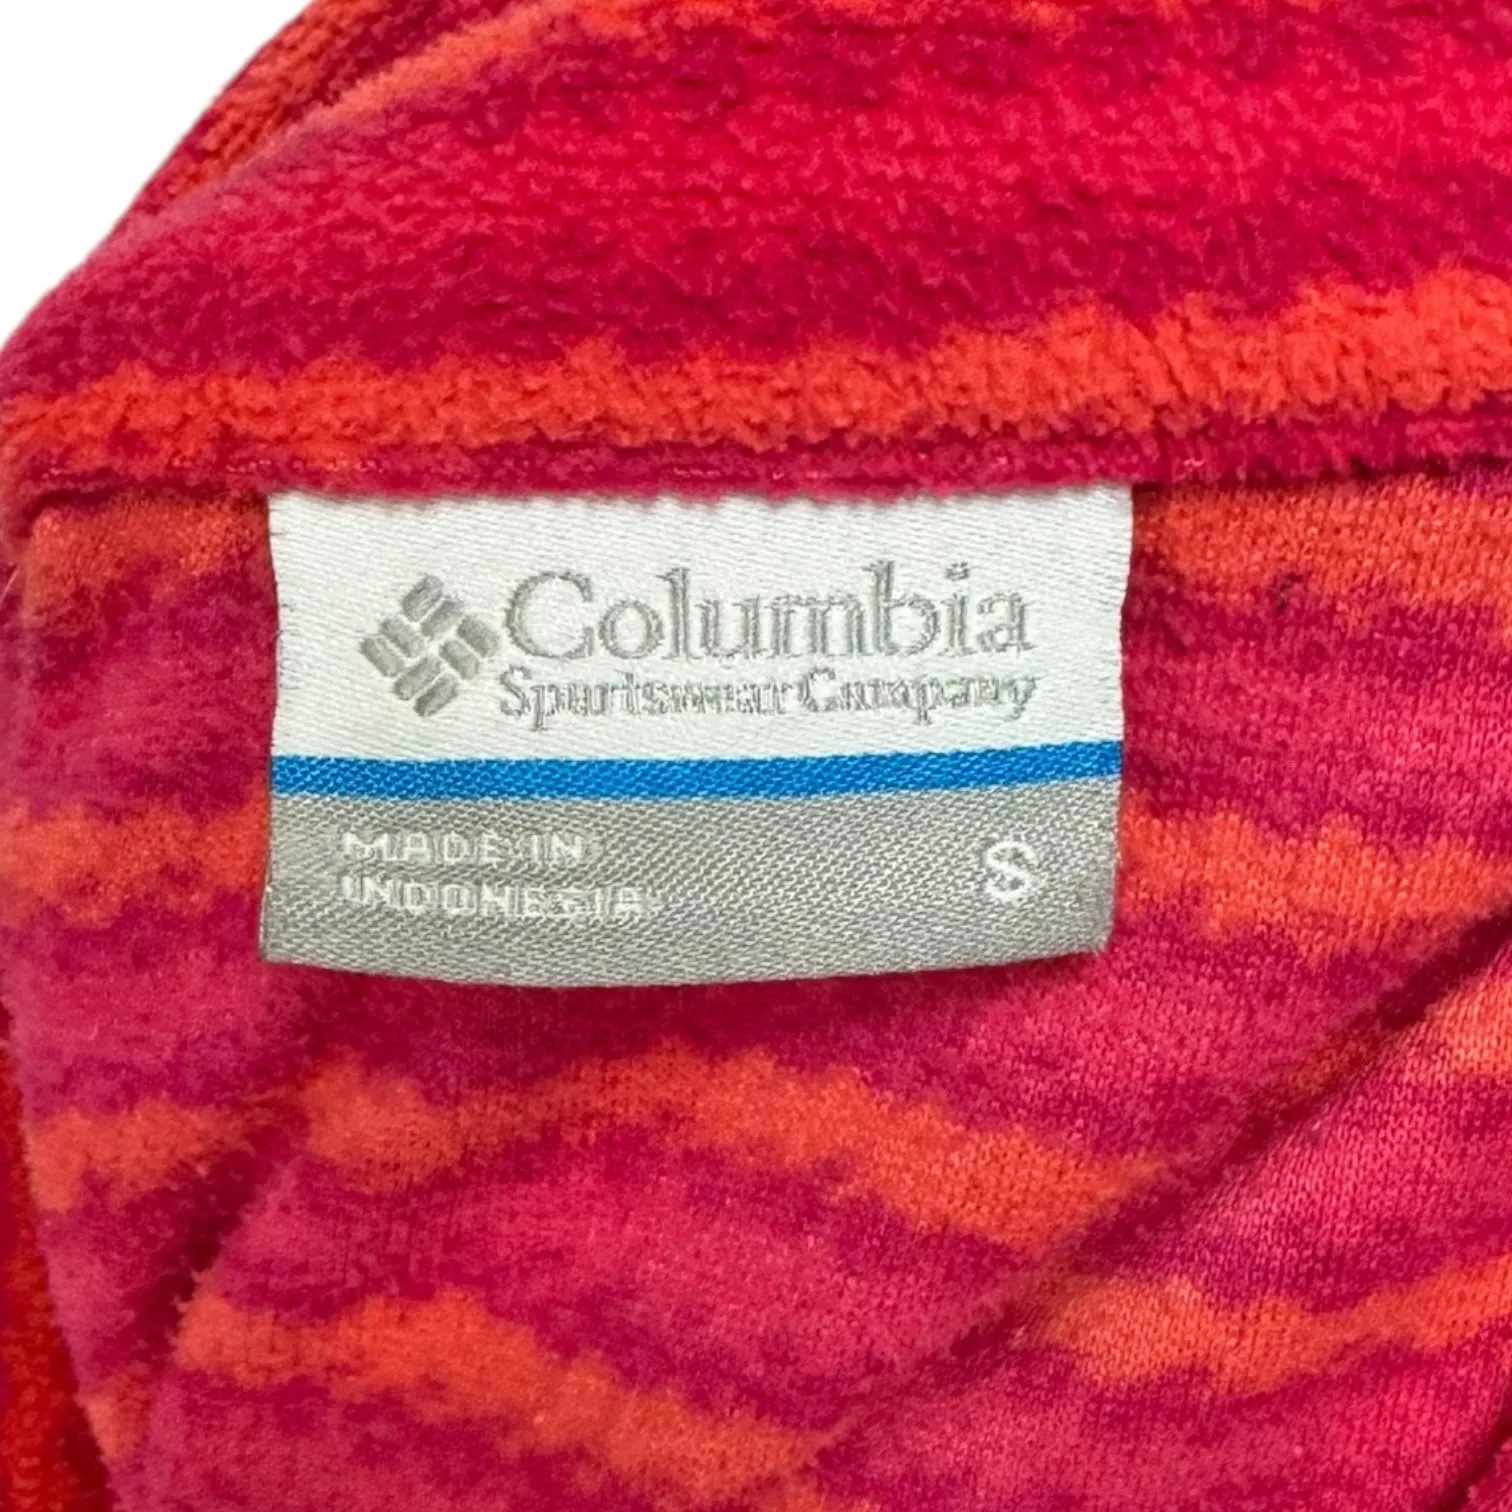 Columbia
Sportswear Company
MADE IN
INDONESIA
S